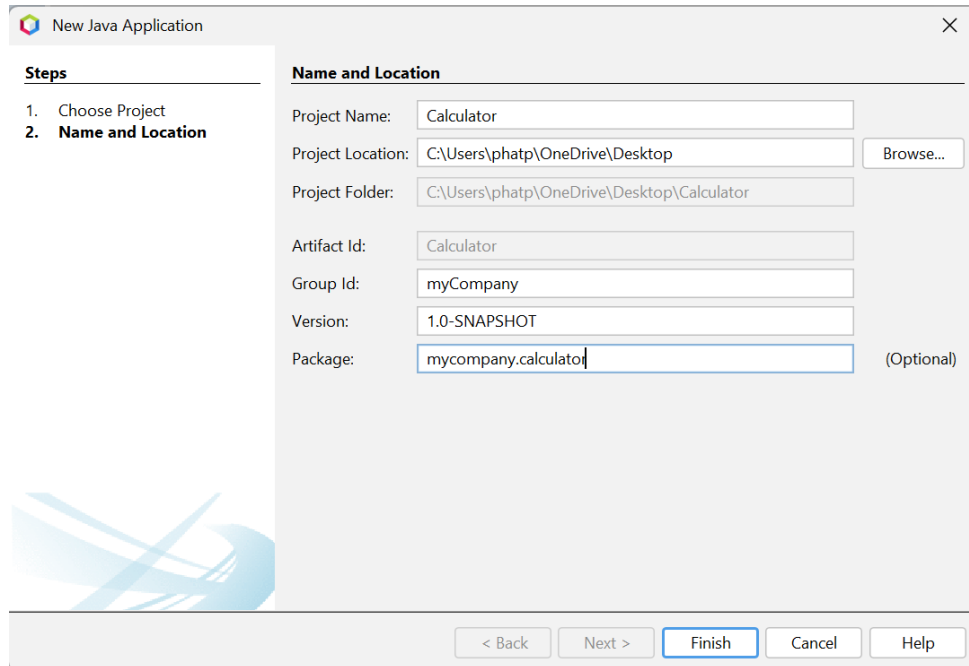 New Java Application
Steps
1. Choose Project
2. Name and Location
Name and Location
Project Name: Calculator
Project Location: C:\Users\phatp\OneDrive\Desktop Browse...
Project Folder: C:\Users\phatp\OneDrive\Desktop\Calculator
Artifact Id: Calculator
Group Id: myCompany
Version: 1.0-SNAPSHOT
Package: mycompany.calculator (Optional)
< Back Next > Finish Cancel Help